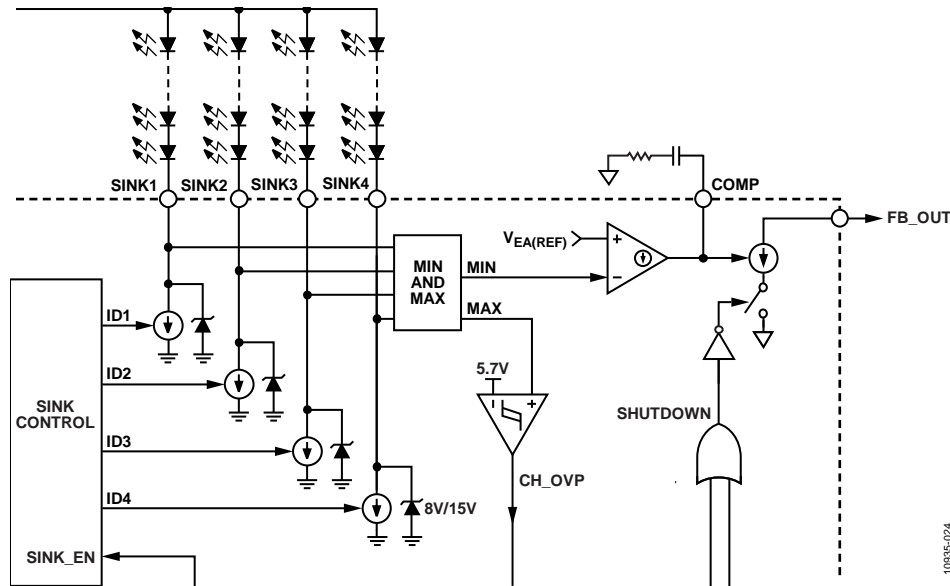 SINK1
SINK2
SINK3
SINK4
COMP
FB_OUT
VEA(REF)
+
−
MIN
AND
MAX
MIN
MAX
ID1
5.7V
−
+
ID2
SINK
CONTROL
SHUTDOWN
ID3
CH_OVP
ID4
8V/15V
SINK_EN
10935-024